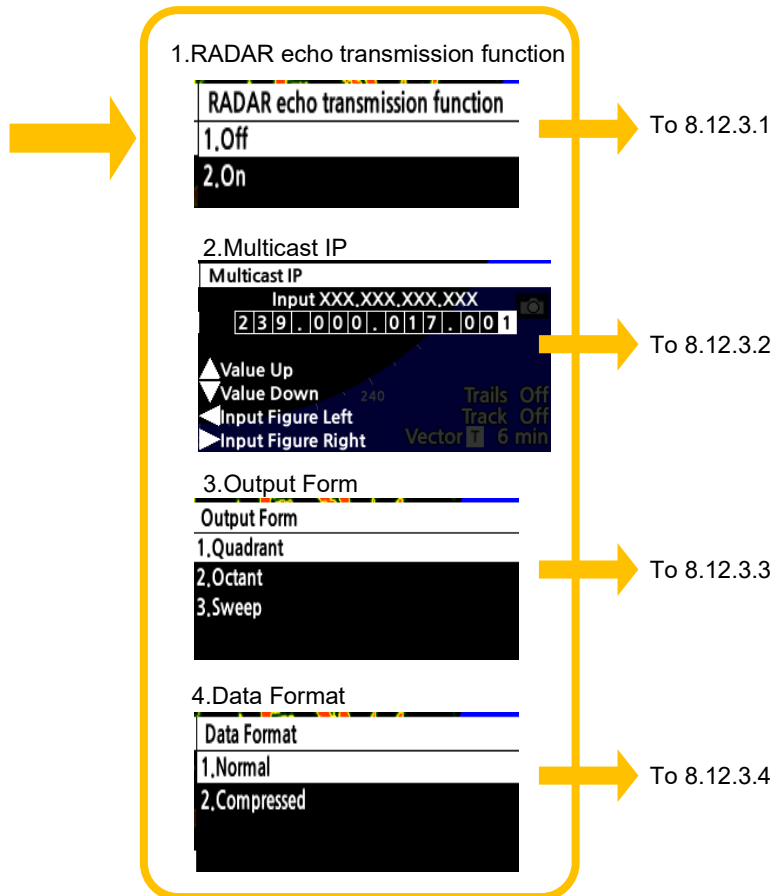 1.RADAR echo transmission function
RADAR echo transmission function
1.Off
To 8.12.3.1
2.On
2.Multicast IP
Multicast IP
Input XXX.XXX.XXX.XXX
239.000.017.001
To 8.12.3.2
Value Up
Value Down 240 Trails Off
Input Figure Left Track Off
Input Figure Right Vector T 6 min
3.Output Form
Output Form
1.Quadrant
To 8.12.3.3
2.Octant
3.Sweep
4.Data Format
Data Format
1.Normal
To 8.12.3.4
2.Compressed